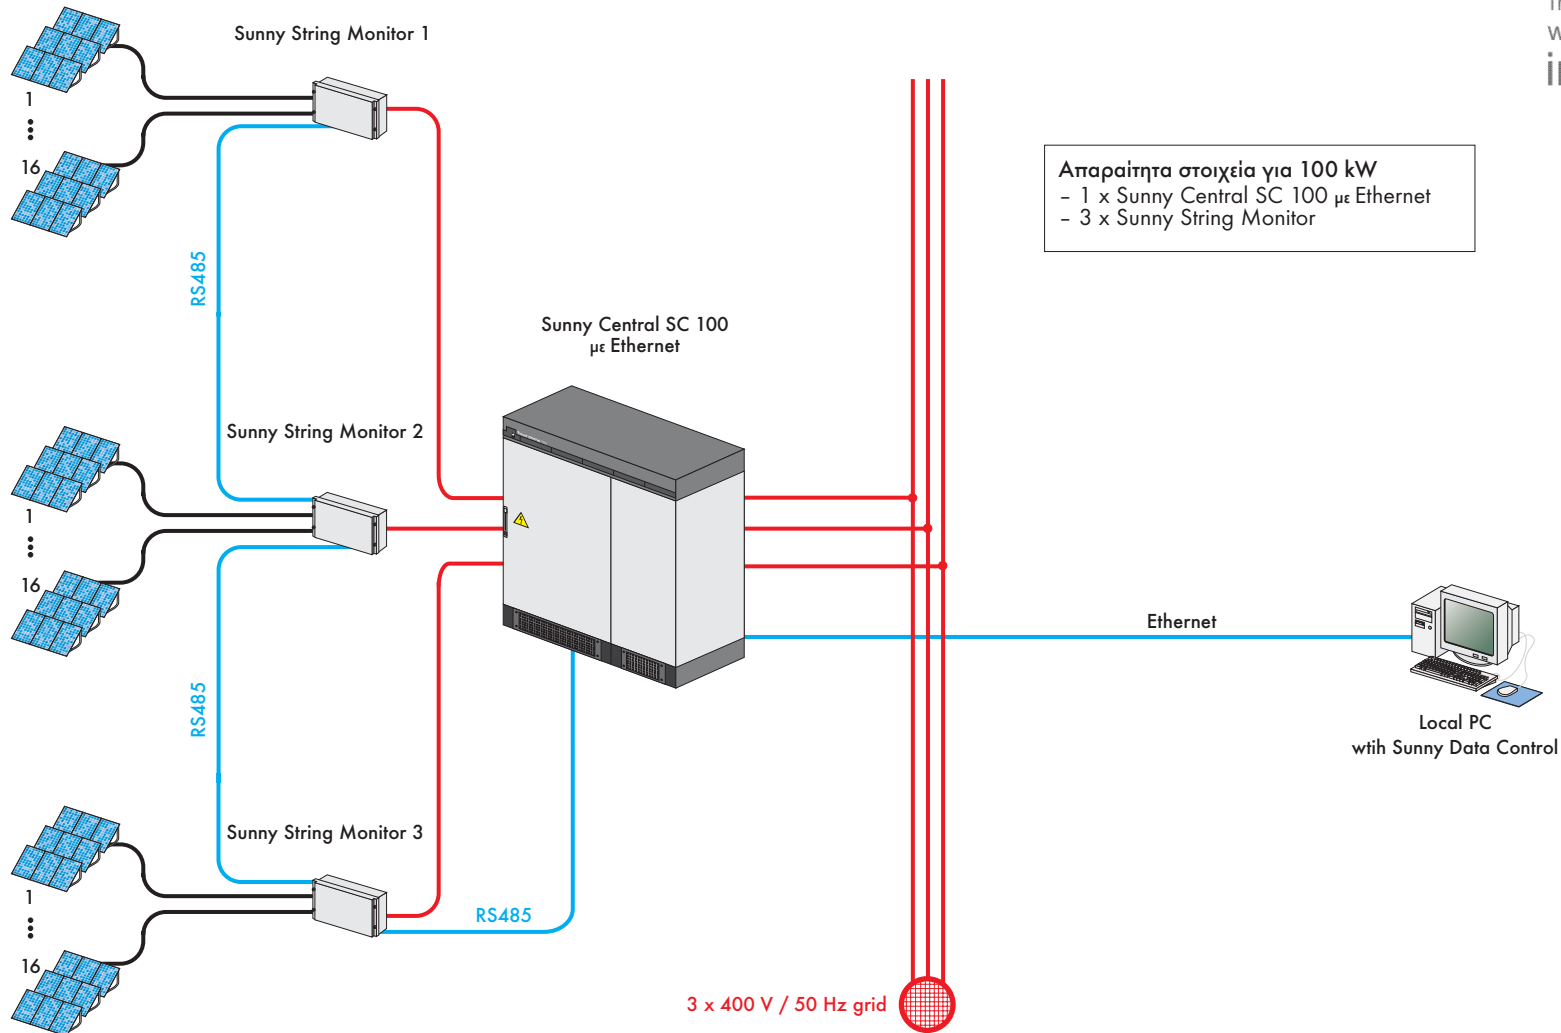 Sunny String Monitor 1
1
16
RS485
Απαραίτητα στοιχεία για 100 kW
– 1 x Sunny Central SC 100 με Ethernet
– 3 x Sunny String Monitor
Sunny Central SC 100
με Ethernet
Sunny String Monitor 2
1
16
RS485
Ethernet
Local PC
wtih Sunny Data Control
Sunny String Monitor 3
1
16
RS485
3 x 400 V / 50 Hz grid